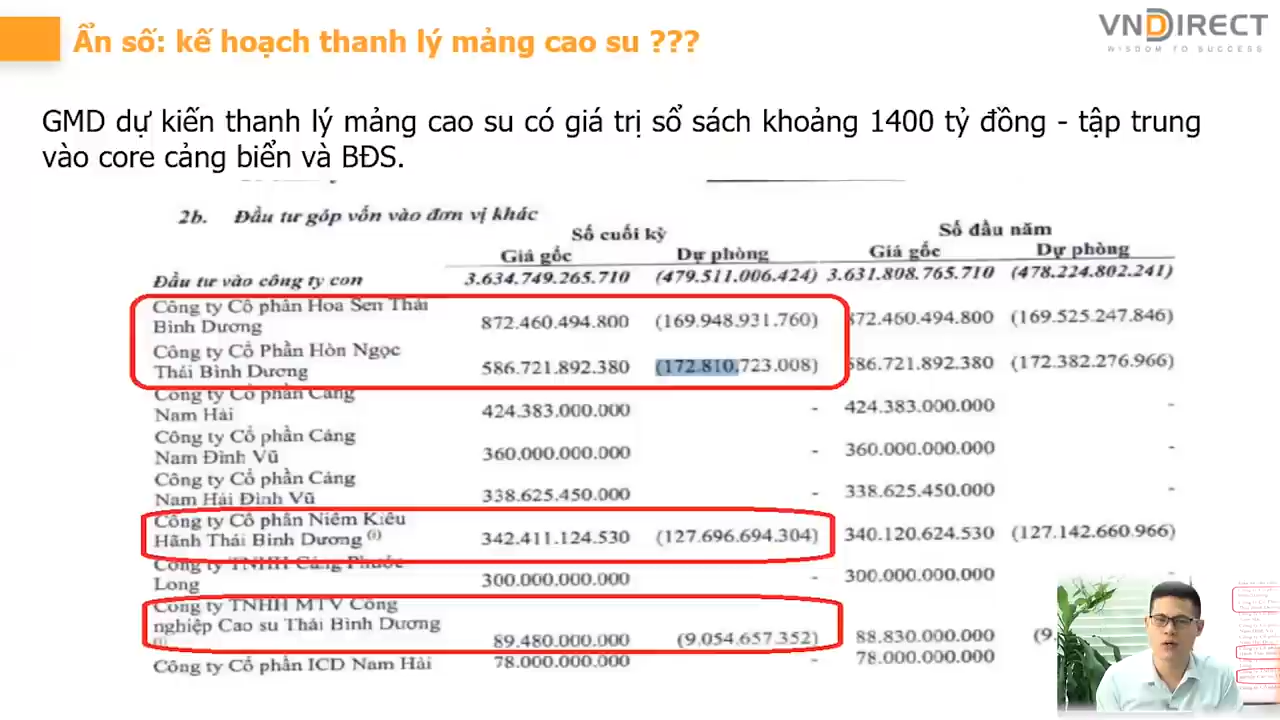 Ẩn số: kế hoạch thanh lý mảng cao su ???
VNDIRECT
WISDOM TO SUCCESS
GMD dự kiến thanh lý mảng cao su có giá trị sổ sách khoảng 1400 tỷ đồng - tập trung
vào core cảng biển và BĐS.
2b. Đầu tư góp vốn vào đơn vị khác
Số cuối kỳ Số đầu năm
Giá gốc Dự phòng Giá gốc Dự phòng
Đầu tư vào công ty con 3.634.749.265.710 (479.511.006.424) 3.631.808.765.710 (478.224.802.241)
Công ty Cổ phần Hoa Sen Thái
Bình Dương 872.460.494.800 (169.948.931.760) 872.460.494.800 (169.525.247.846)
Công ty Cổ Phần Hòn Ngọc
Thái Bình Dương 586.721.892.380 (172.810.723.008) 586.721.892.380 (172.382.276.966)
Công ty Cổ phần Cảng
Nam Hải 424.383.000.000 - 424.383.000.000 -
Công ty Cổ phần Cảng
Nam Đình Vũ 360.000.000.000 - 360.000.000.000 -
Công ty Cổ phần Cảng
Nam Hải Đình Vũ 338.625.450.000 - 338.625.450.000 -
Công ty Cổ phần Niềm Kiêu
Hãnh Thái Bình Dương (i) 342.411.124.530 (127.696.694.304) 340.120.624.530 (127.142.660.966)
Công ty TNHH Cảng Phước
Long 300.000.000.000 - 300.000.000.000 -
Công ty TNHH MTV Công
nghiệp Cao su Thái Bình Dương
(i) 89.480.000.000 (9.054.657.352) 88.830.000.000 (9.
Công ty Cổ phần ICD Nam Hải 78.000.000.000 - 78.000.000.000